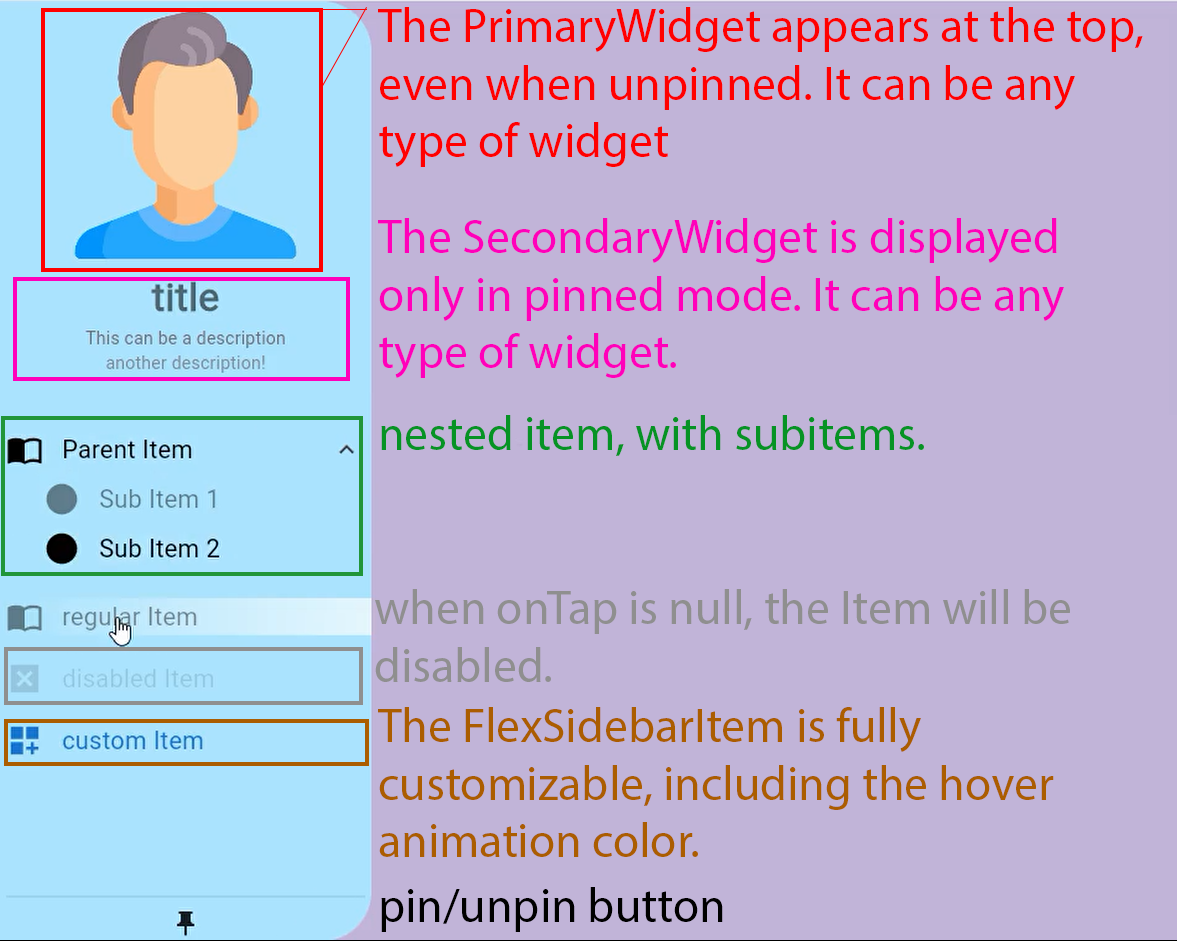 The PrimaryWidget appears at the top,
even when unpinned. It can be any
type of widget
title
This can be a description
another description!
The SecondaryWidget is displayed
only in pinned mode. It can be any
type of widget.
Parent Item
Sub Item 1
Sub Item 2
nested item, with subitems.
regular Item
disabled Item
when onTap is null, the Item will be
disabled.
custom Item
The FlexSidebarItem is fully
customizable, including the hover
animation color.
pin/unpin button